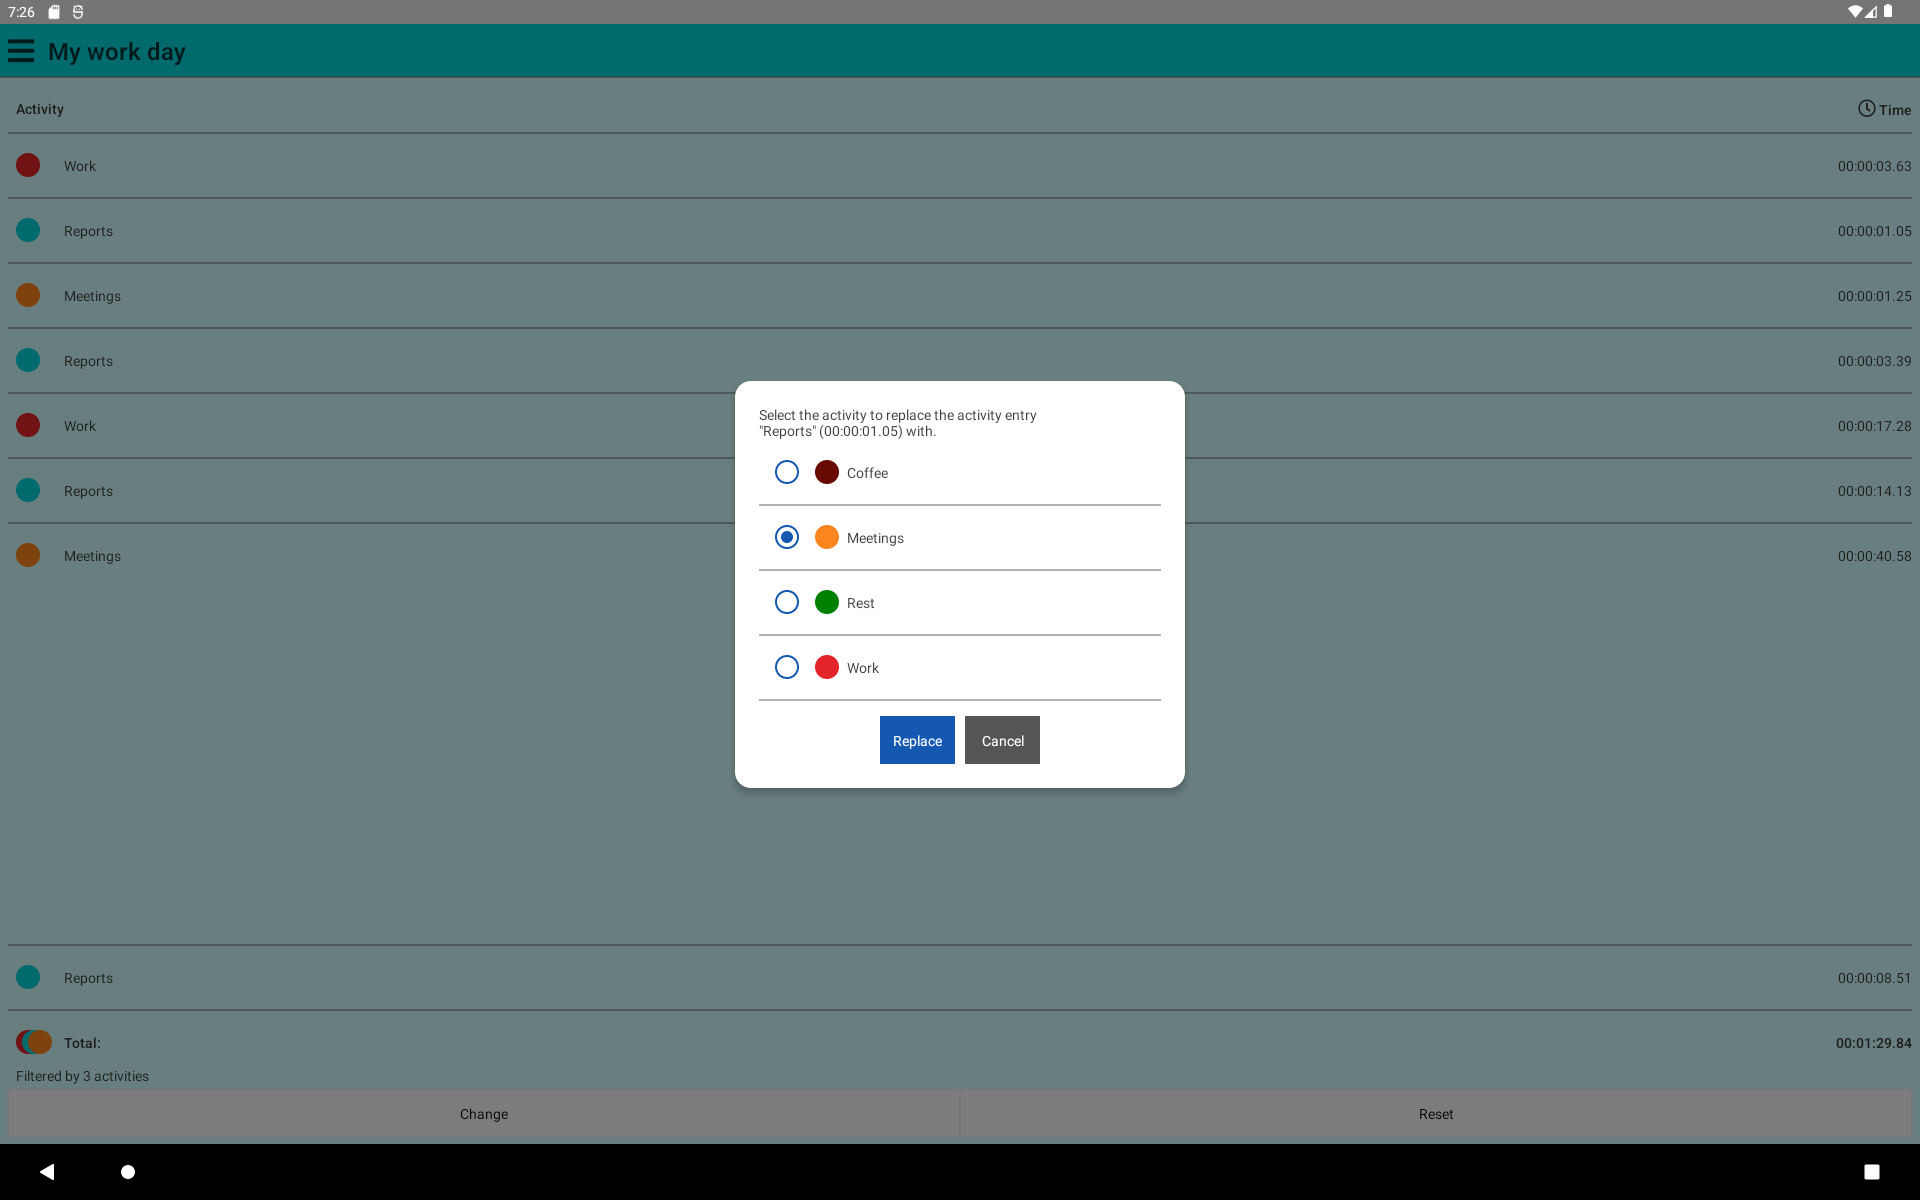 7:26
My work day
Activity Time
Work 00:00:03.63
Reports 00:00:01.05
Meetings 00:00:01.25
Reports 00:00:03.39
Work 00:00:17.28
Reports 00:00:14.13
Meetings 00:00:40.58
Select the activity to replace the activity entry
"Reports" (00:00:01.05) with.
Coffee
Meetings
Rest
Work
Replace Cancel
Reports 00:00:08.51
Total: 00:01:29.84
Filtered by 3 activities
Change Reset